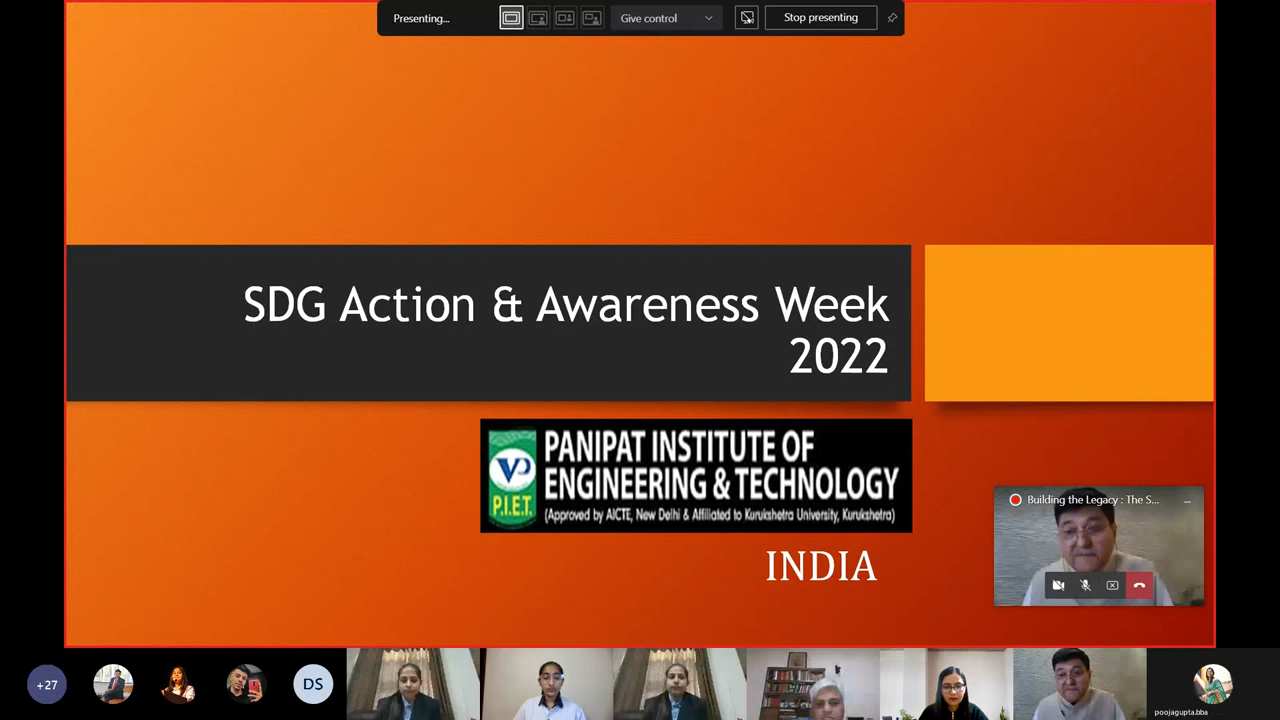 Presenting...
Give control
Stop presenting
SDG Action & Awareness Week
2022
PANIPAT INSTITUTE OF
ENGINEERING & TECHNOLOGY
(Approved by AICTE, New Delhi & Affiliated to Kurukshetra University, Kurukshetra)
VP
P.I.E.T.
INDIA
Building the Legacy : The S...
+27
DS
poojagupta.bba